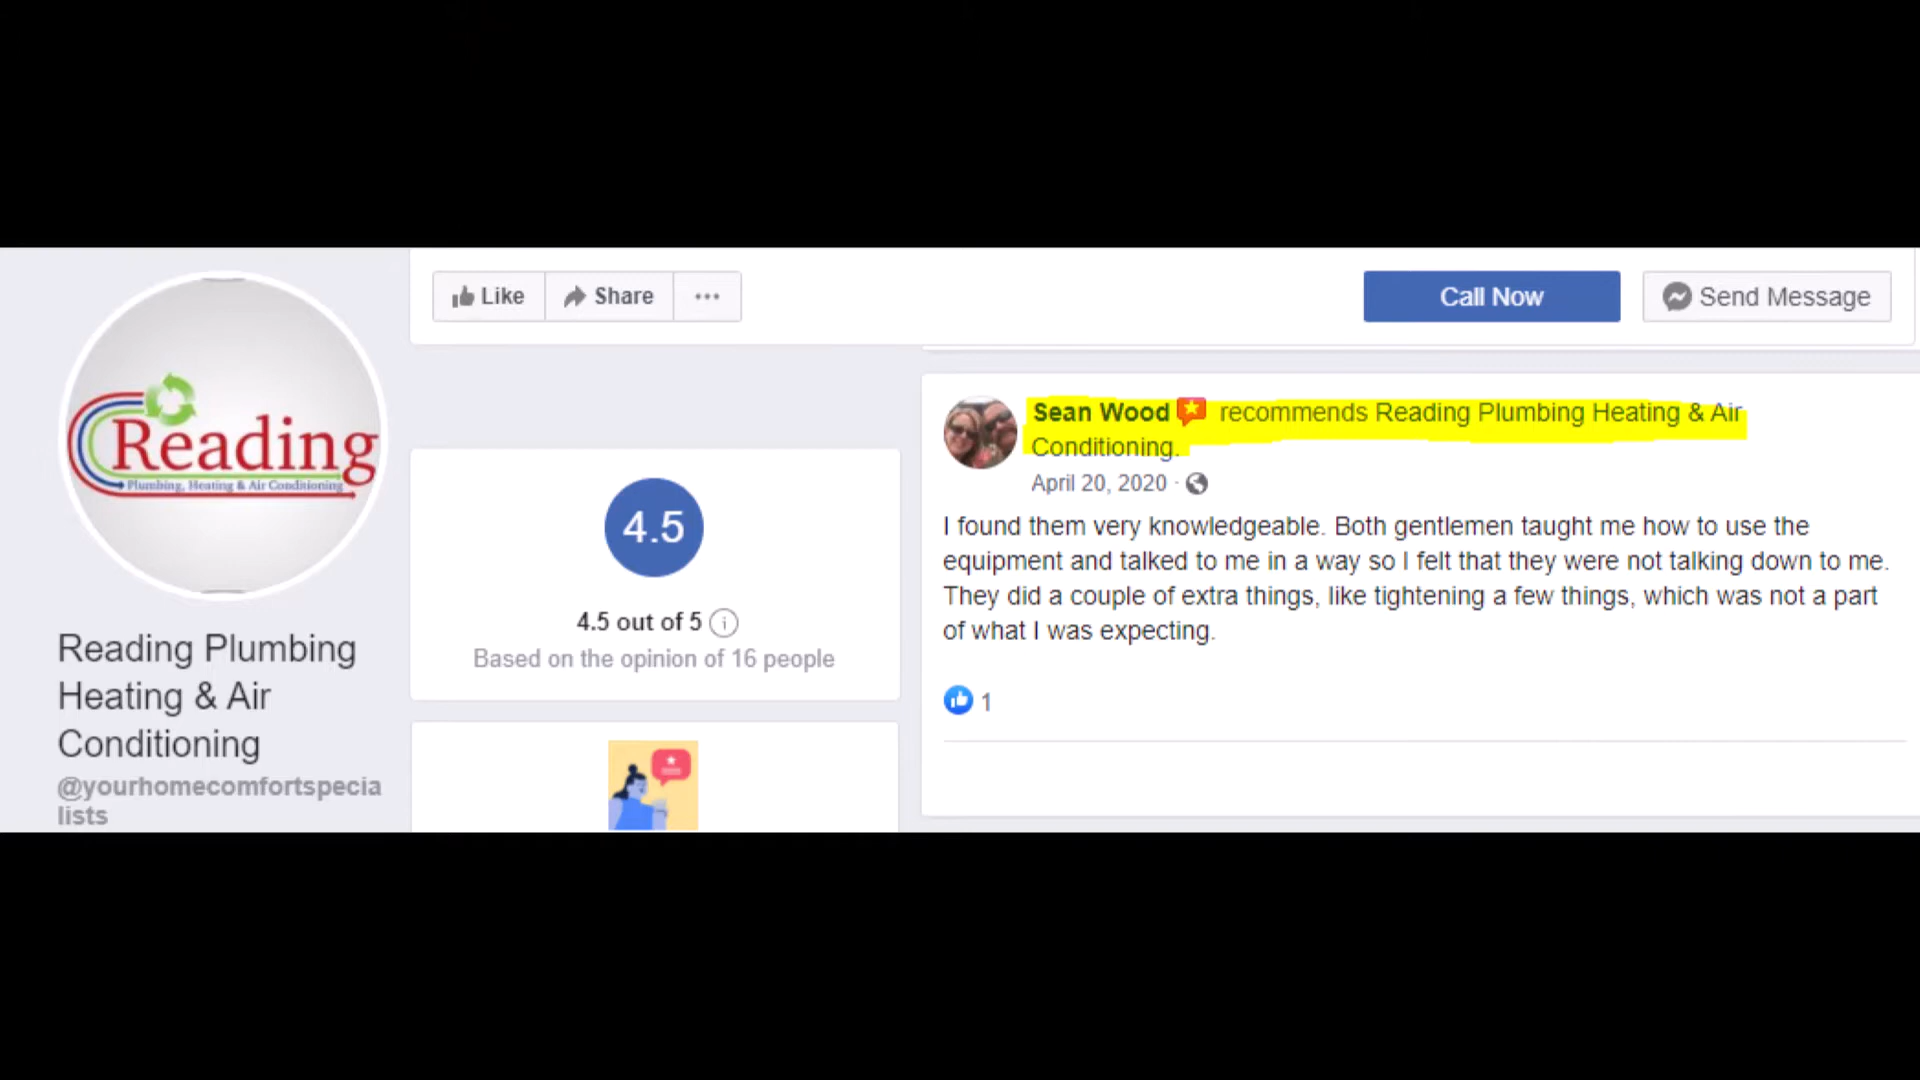 Reading
Plumbing, Heating & Air Conditioning
Reading Plumbing
Heating & Air
Conditioning
@yourhomecomfortspecia
lists
Like
Share
Call Now
Send Message
4.5
4.5 out of 5
Based on the opinion of 16 people
Sean Wood recommends Reading Plumbing Heating & Air
Conditioning.
April 20, 2020 ·
I found them very knowledgeable. Both gentlemen taught me how to use the
equipment and talked to me in a way so I felt that they were not talking down to me.
They did a couple of extra things, like tightening a few things, which was not a part
of what I was expecting.
1